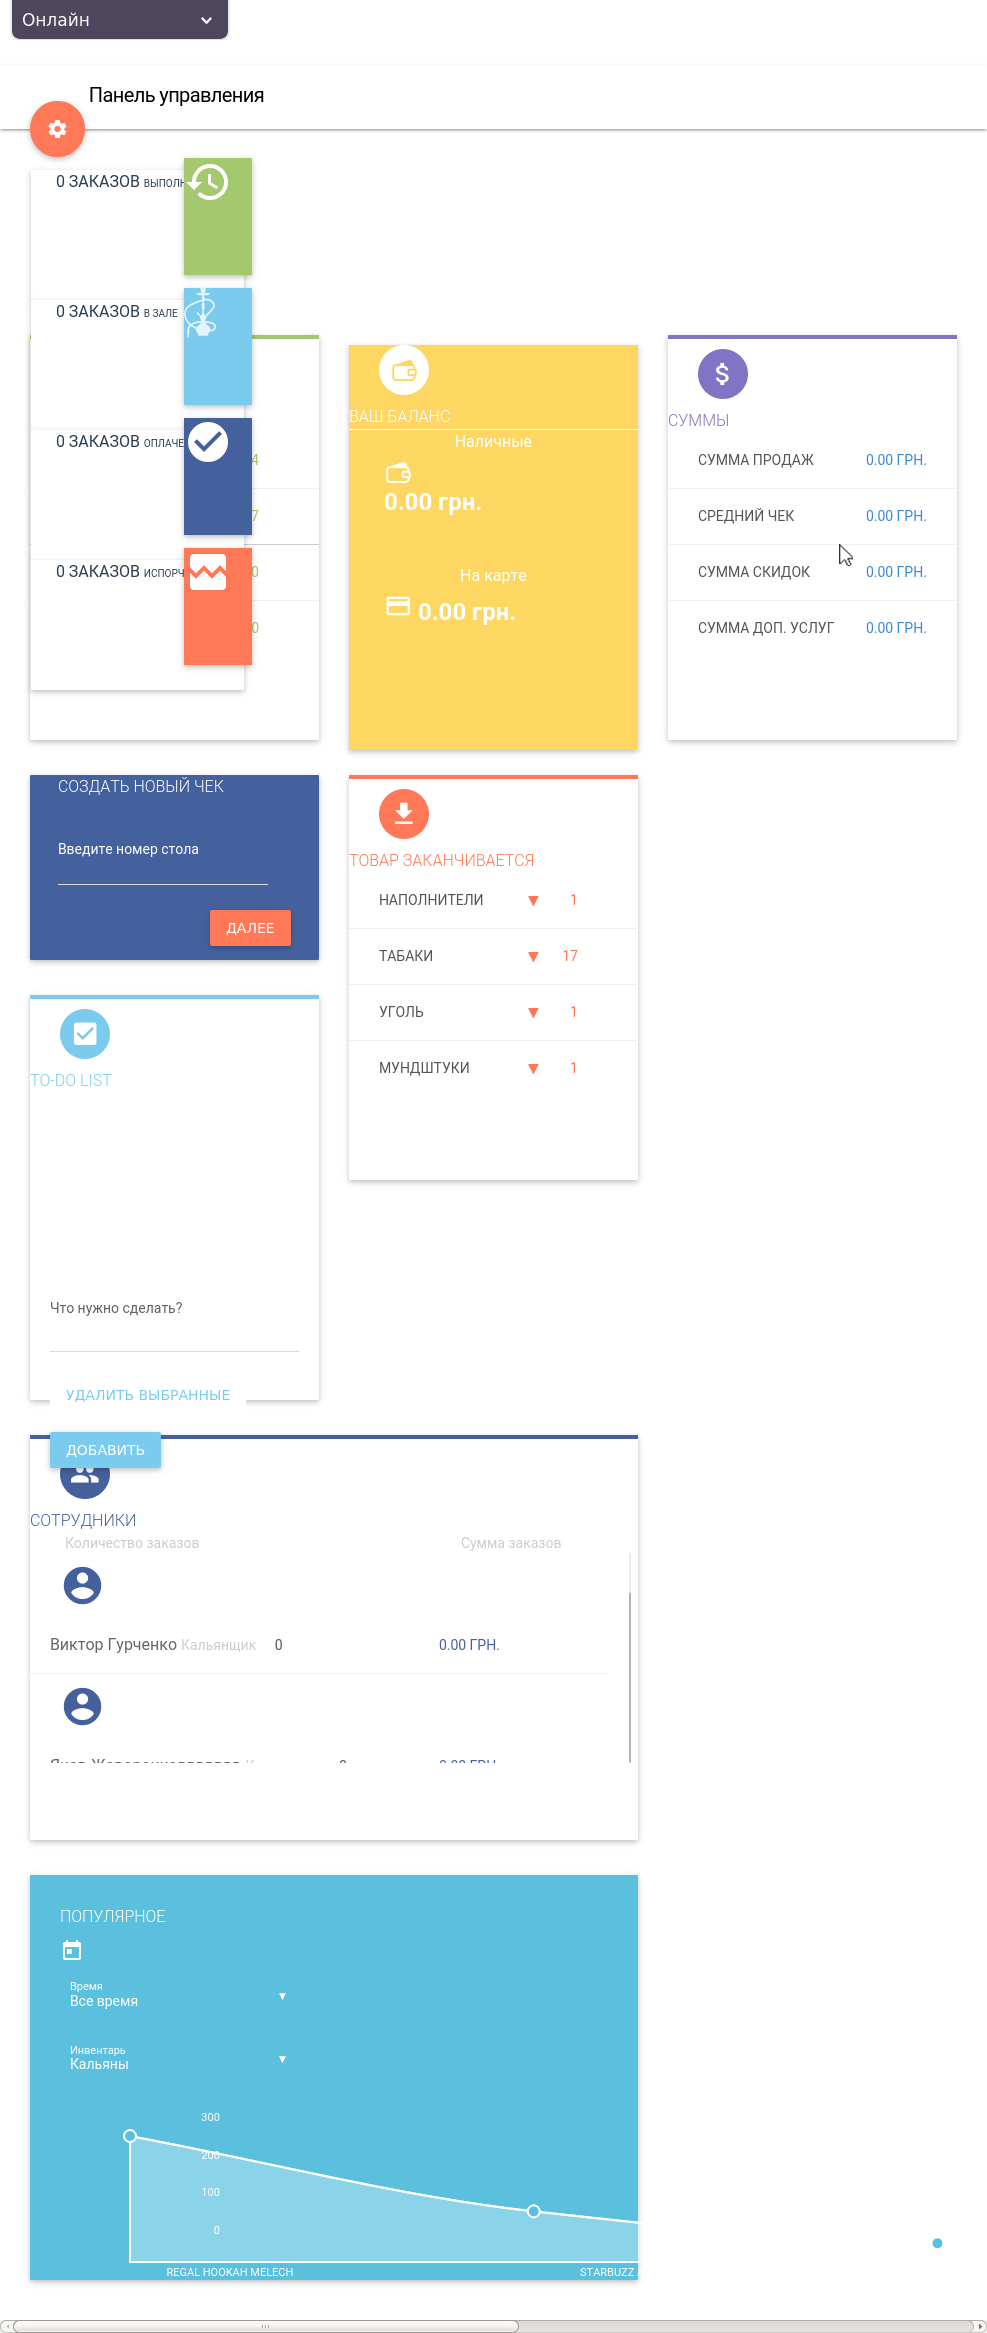 Онлайн
Панель управления
0 ЗАКАЗОВ
0 ЗАКАЗОВ В ЗАЛЕ
0 ЗАКАЗОВ
4
7
0 ЗАКАЗОВ
0
0
ВАШ БАЛАНС
Наличные
0.00 грн.
На карте
0.00 грн.
СУММЫ
СУММА ПРОДАЖ 0.00 ГРН.
СРЕДНИЙ ЧЕК 0.00 ГРН.
СУММА СКИДОК 0.00 ГРН.
СУММА ДОП. УСЛУГ 0.00 ГРН.
СОЗДАТЬ НОВЫЙ ЧЕК
Введите номер стола
ДАЛЕЕ
ТОВАР ЗАКАНЧИВАЕТСЯ
НАПОЛНИТЕЛИ ▼ 1
ТАБАКИ ▼ 17
УГОЛЬ ▼ 1
МУНДШТУКИ ▼ 1
TO-DO LIST
Что нужно сделать?
УДАЛИТЬ ВЫБРАННЫЕ
ДОБАВИТЬ
СОТРУДНИКИ
Количество заказов Сумма заказов
Виктор Гурченко Кальянщик 0 0.00 ГРН.
ПОПУЛЯРНОЕ
Время
Все время ▼
Инвентарь
Кальяны ▼
300
200
100
0
REGAL HOOKAH MELECH STARBUZZ